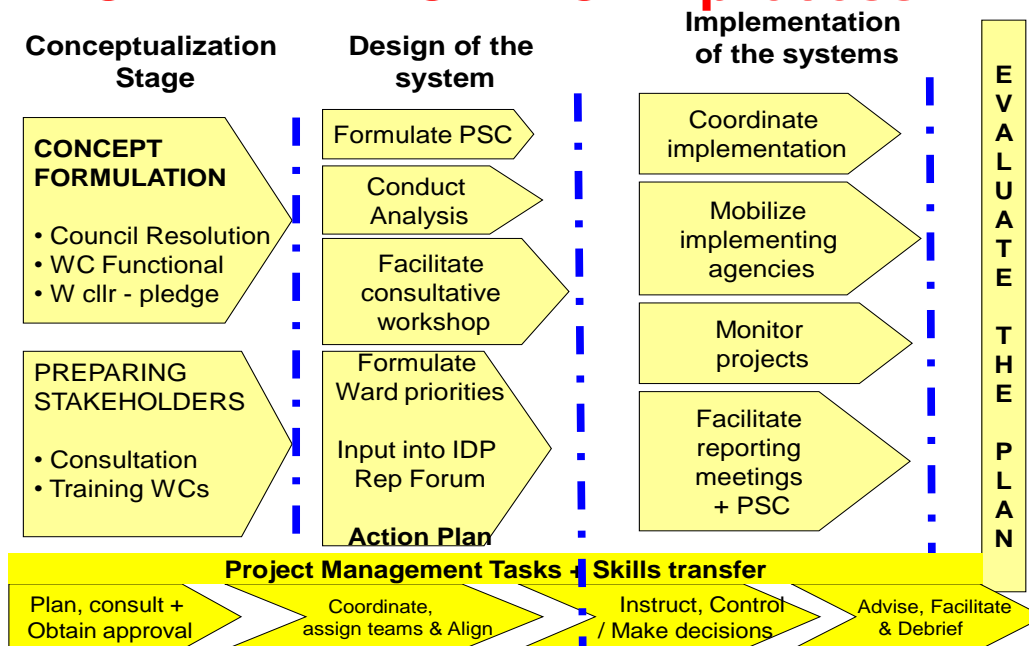 Conceptualization
Stage
CONCEPT
FORMULATION
• Council Resolution
• WC Functional
• W cllr - pledge
PREPARING
STAKEHOLDERS
• Consultation
• Training WCs
Design of the
system
Formulate PSC
Conduct
Analysis
Facilitate
consultative
workshop
Formulate
Ward priorities
Input into IDP
Rep Forum
Action Plan
Implementation
of the systems
Coordinate
implementation
Mobilize
implementing
agencies
Monitor
projects
Facilitate
reporting
meetings
+ PSC
EVALUATE THE PLAN
Project Management Tasks + Skills transfer
Plan, consult +
Obtain approval
Coordinate,
assign teams & Align
Instruct, Control
/ Make decisions
Advise, Facilitate
& Debrief